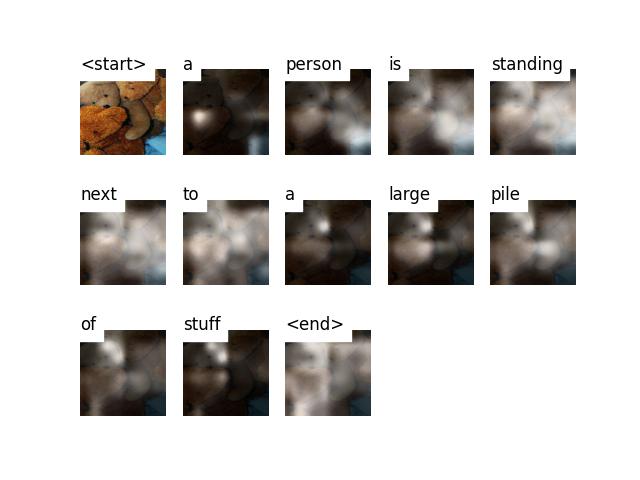 <start> a person is standing
next to a large pile
of stuff <end>